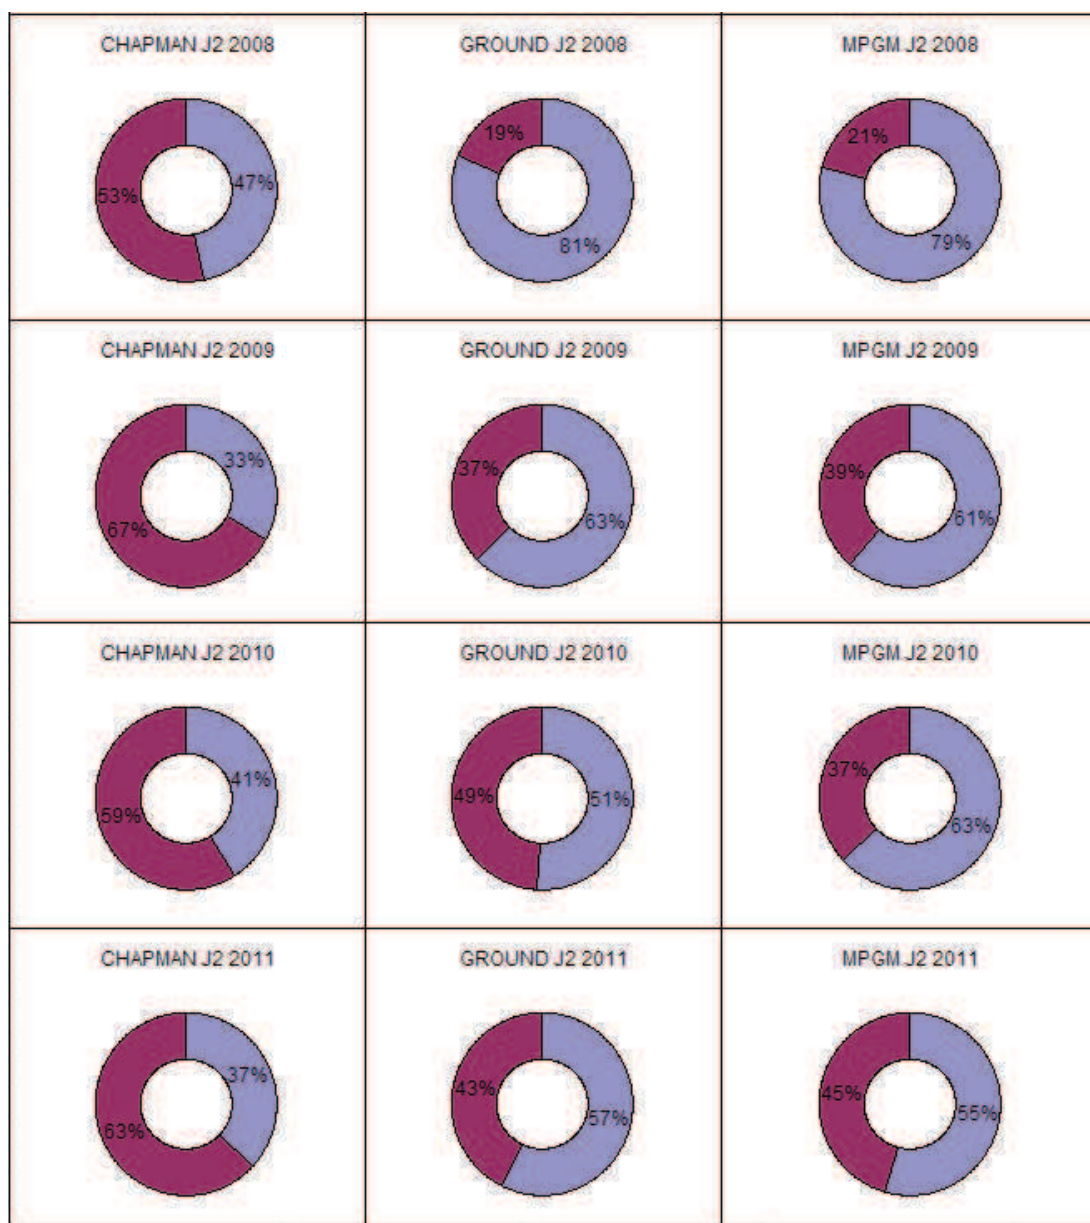 CHAPMAN J2 2008
53%
47%
GROUND J2 2008
19%
81%
MPGM J2 2008
21%
79%
CHAPMAN J2 2009
33%
67%
GROUND J2 2009
37%
63%
MPGM J2 2009
39%
61%
CHAPMAN J2 2010
41%
59%
GROUND J2 2010
49%
51%
MPGM J2 2010
37%
63%
CHAPMAN J2 2011
37%
63%
GROUND J2 2011
43%
57%
MPGM J2 2011
45%
55%